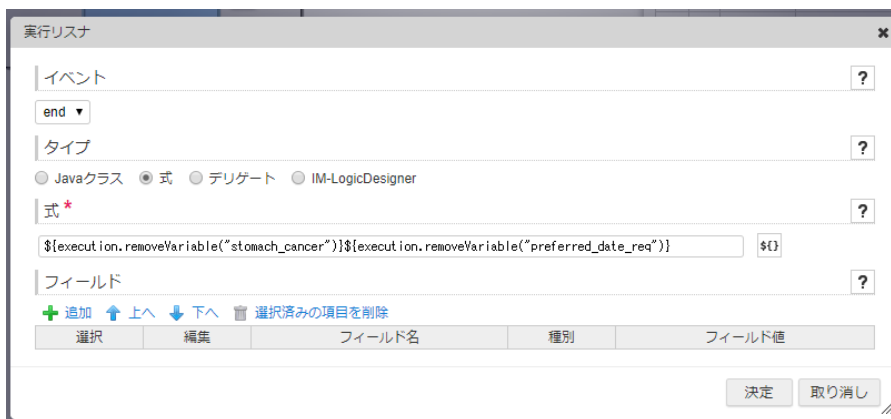 実行リスナ
イベント
?
end
タイプ
?
Javaクラス 式 デリゲート IM-LogicDesigner
式*
?
${execution.removeVariable("stomach_cancer")}${execution.removeVariable("preferred_date_req")}
${}
フィールド
?
追加 上へ 下へ 選択済みの項目を削除
選択 編集 フィールド名 種別 フィールド値
決定 取り消し